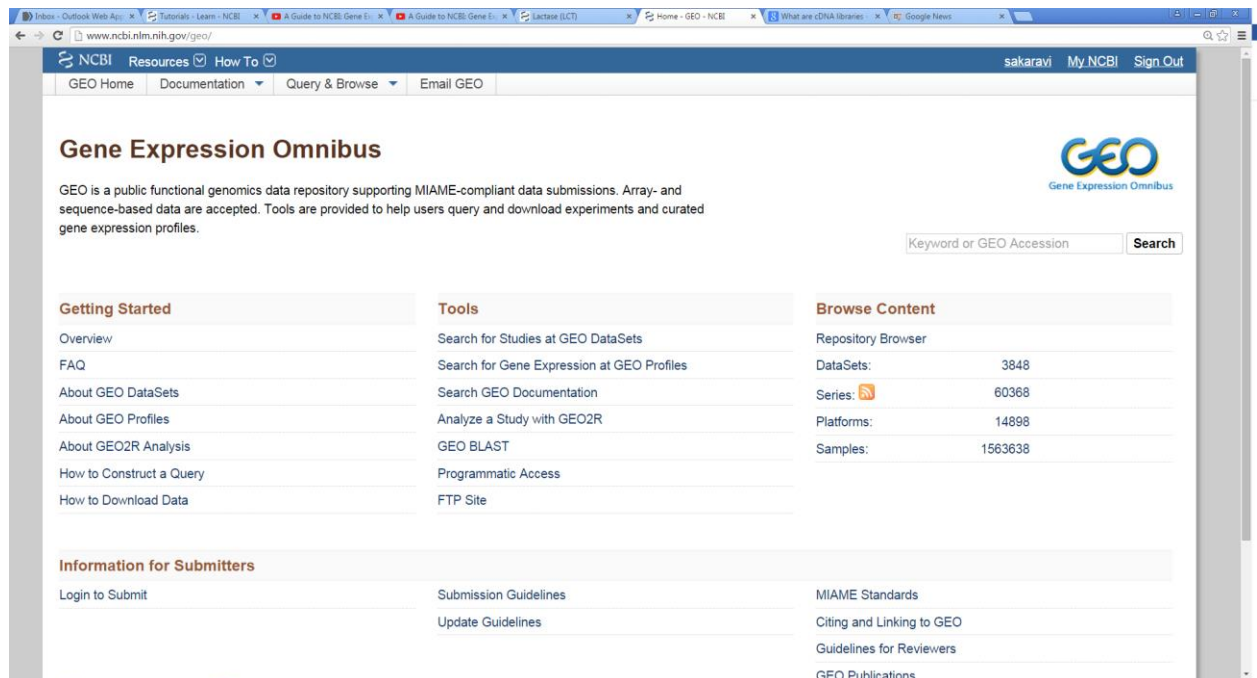 Inbox - Outlook Web App
Tutorials - Learn - NCBI
A Guide to NCBI: Gene Ex
A Guide to NCBI: Gene Ex
Lactase (LCT)
Home - GEO - NCBI
What are cDNA libraries -
Google News
www.ncbi.nlm.nih.gov/geo/
NCBI Resources How To sakaravi My NCBI Sign Out
GEO Home Documentation Query & Browse Email GEO
Gene Expression Omnibus
GEO
Gene Expression Omnibus
GEO is a public functional genomics data repository supporting MIAME-compliant data submissions. Array- and
sequence-based data are accepted. Tools are provided to help users query and download experiments and curated
gene expression profiles.
Keyword or GEO Accession Search
Getting Started
Overview
FAQ
About GEO DataSets
About GEO Profiles
About GEO2R Analysis
How to Construct a Query
How to Download Data
Tools
Search for Studies at GEO DataSets
Search for Gene Expression at GEO Profiles
Search GEO Documentation
Analyze a Study with GEO2R
GEO BLAST
Programmatic Access
FTP Site
Browse Content
Repository Browser
DataSets: 3848
Series: 60368
Platforms: 14898
Samples: 1563638
Information for Submitters
Login to Submit
Submission Guidelines
Update Guidelines
MIAME Standards
Citing and Linking to GEO
Guidelines for Reviewers
GEO Publications